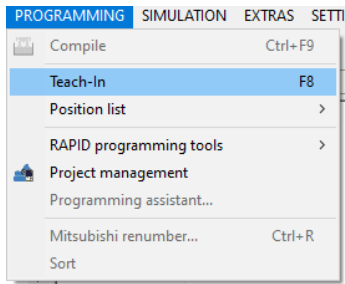 PROGRAMMING SIMULATION EXTRAS SETTI
Compile Ctrl+F9
Teach-In F8
Position list
RAPID programming tools
Project management
Programming assistant...
Mitsubishi renumber... Ctrl+R
Sort